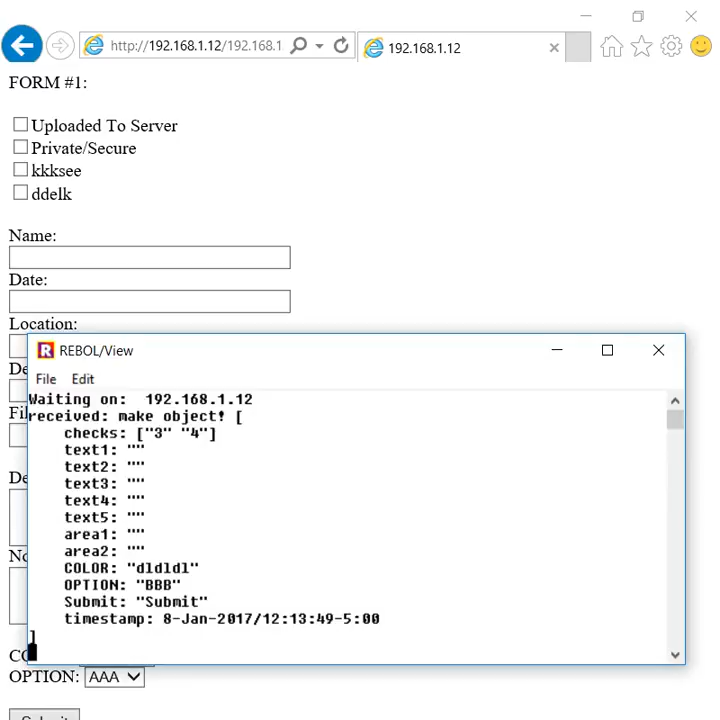 http://192.168.1.12/192.168.1
192.168.1.12
FORM #1:
Uploaded To Server
Private/Secure
kkksee
ddelk
Name:
Date:
Location:
REBOL/View
File Edit
Waiting on:  192.168.1.12
received: make object! [
checks: ["3" "4"]
text1: ""
text2: ""
text3: ""
text4: ""
text5: ""
area1: ""
area2: ""
COLOR: "dldldl"
OPTION: "BBB"
Submit: "Submit"
timestamp: 8-Jan-2017/12:13:49-5:00
]
OPTION: AAA
Submit